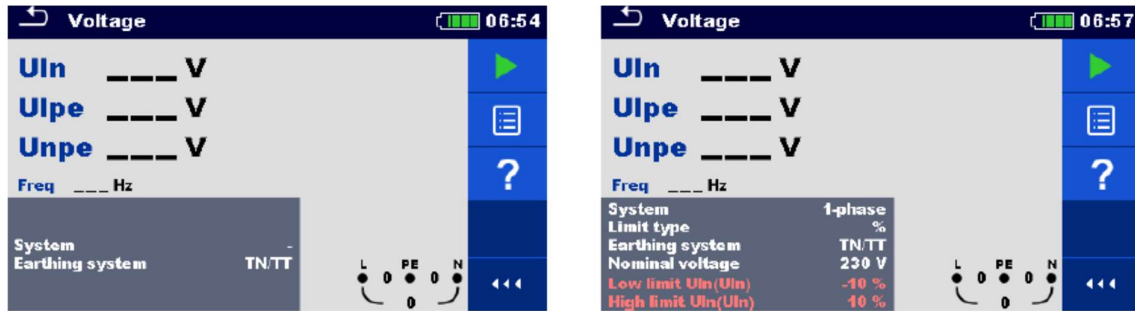 Voltage 06:54
Uln ___ V
Ulpe ___ V
Unpe ___ V
?
Freq ___ Hz
System -
Earthing system TN/TT
L PE N
0 0
0
Voltage 06:57
Uln ___ V
Ulpe ___ V
Unpe ___ V
?
Freq ___ Hz
System 1-phase
Limit type %
Earthing system TN/TT
Nominal voltage 230 V
Low limit Uln(Uln) -10 %
High limit Uln(Uln) 10 %
L PE N
0 0
0